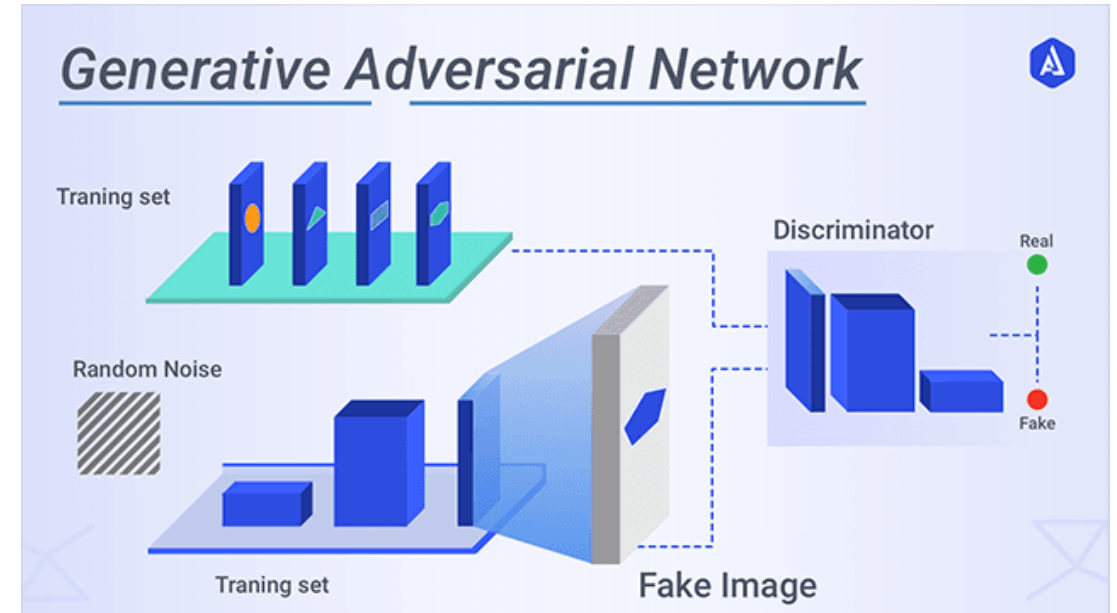 Generative Adversarial Network
Traning set
Discriminator
Real
Random Noise
Fake
Traning set
Fake Image